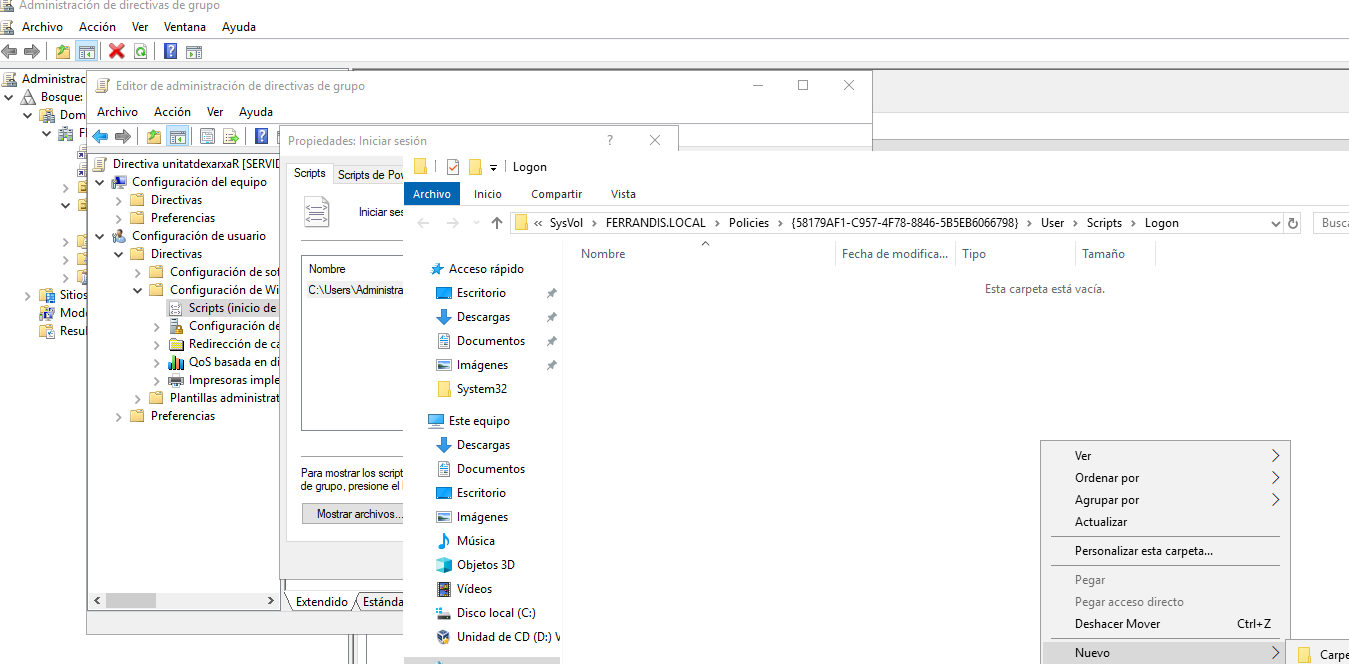 Administración de directivas de grupo
Archivo Acción Ver Ventana Ayuda
Administrac
Bosque:
Dom
Sitios
Mode
Resul
Editor de administración de directivas de grupo
Archivo Acción Ver Ayuda
Directiva unitatdexarxaR [SERVID
Configuración del equipo
Directivas
Preferencias
Configuración de usuario
Directivas
Configuración de sof
Configuración de Wi
Scripts (inicio de
Configuración de
Redirección de ca
QoS basada en di
Impresoras imple
Plantillas administrat
Preferencias
Extendido Estánda
Propiedades: Iniciar sesión
Scripts Scripts de Pow
Iniciar ses
Nombre
C:\Users\Administra
Para mostrar los script
de grupo, presione el
Mostrar archivos...
Logon
Archivo Inicio Compartir Vista
« SysVol FERRANDIS.LOCAL Policies {58179AF1-C957-4F78-8846-5B5EB6066798} User Scripts Logon
Busca
Nombre Fecha de modifica... Tipo Tamaño
Esta carpeta está vacía.
Acceso rápido
Escritorio
Descargas
Documentos
Imágenes
System32
Este equipo
Descargas
Documentos
Escritorio
Imágenes
Música
Objetos 3D
Vídeos
Disco local (C:)
Unidad de CD (D:) V
Ver
Ordenar por
Agrupar por
Actualizar
Personalizar esta carpeta...
Pegar
Pegar acceso directo
Deshacer Mover Ctrl+Z
Nuevo
Carpe